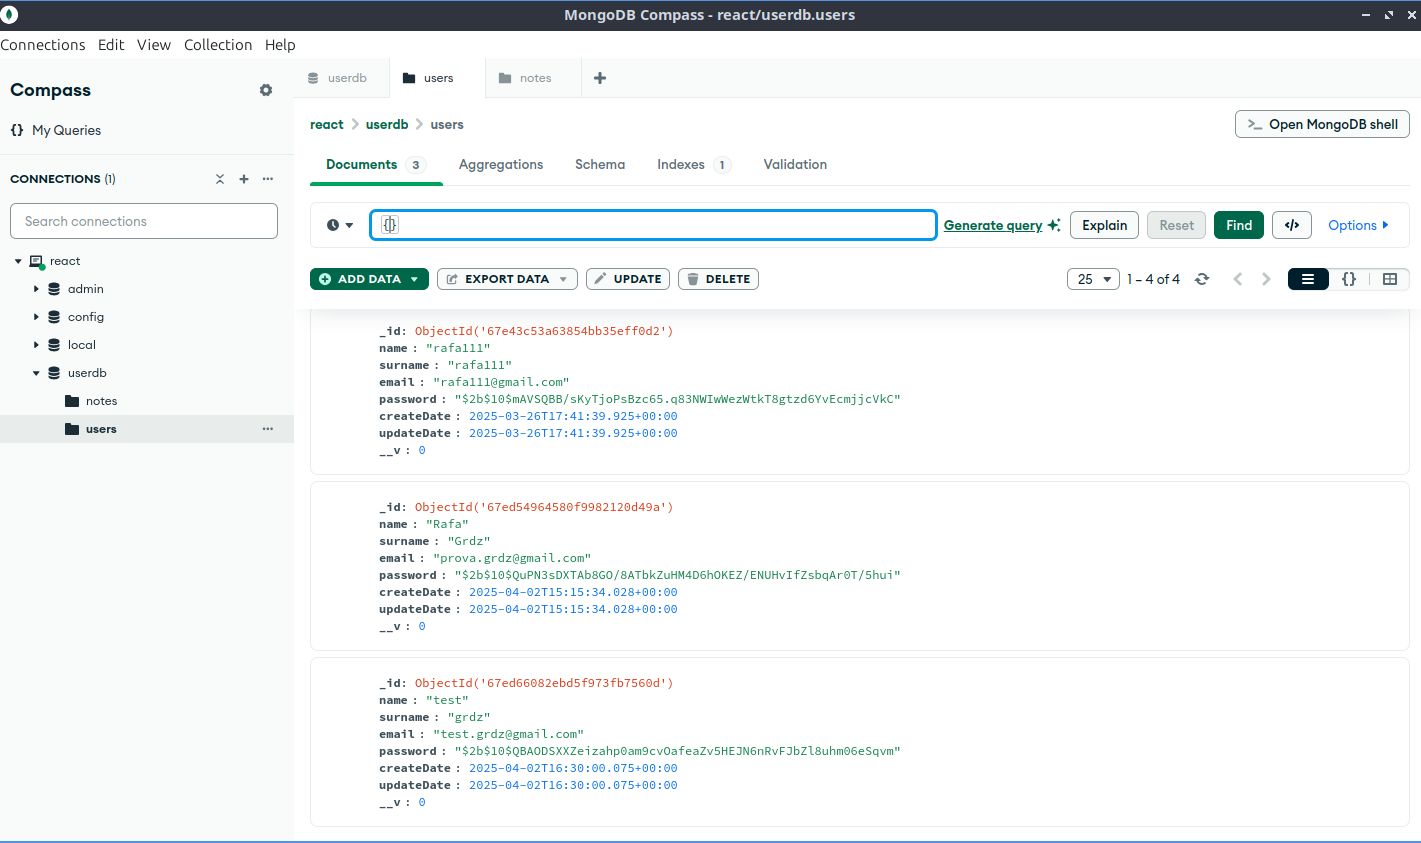 MongoDB Compass - react/userdb.users
Connections Edit View Collection Help
Compass
{} My Queries
CONNECTIONS (1)
Search connections
react
admin
config
local
userdb
notes
users
userdb users notes
react userdb users
>_ Open MongoDB shell
Documents 3 Aggregations Schema Indexes 1 Validation
{} Generate query Explain Reset Find </> Options
ADD DATA EXPORT DATA UPDATE DELETE 25 1 – 4 of 4 {}
_id: ObjectId('67e43c53a63854bb35eff0d2')
name : "rafa111"
surname : "rafa111"
email : "rafa111@gmail.com"
password : "$2b$10$mAVSQBB/sKyTjoPsBzc65.q83NWIwWezWtkT8gtzd6YvEcmjjcVkC"
createDate : 2025-03-26T17:41:39.925+00:00
updateDate : 2025-03-26T17:41:39.925+00:00
__v : 0
_id: ObjectId('67ed54964580f9982120d49a')
name : "Rafa"
surname : "Grdz"
email : "prova.grdz@gmail.com"
password : "$2b$10$QuPN3sDXTAb8GO/8ATbkZuHM4D6hOKEZ/ENUHvIfZsbqAr0T/5hui"
createDate : 2025-04-02T15:15:34.028+00:00
updateDate : 2025-04-02T15:15:34.028+00:00
__v : 0
_id: ObjectId('67ed66082ebd5f973fb7560d')
name : "test"
surname : "grdz"
email : "test.grdz@gmail.com"
password : "$2b$10$QBAODSXXZeizahp0am9cvOafeaZv5HEJN6nRvFJbZl8uhm06eSqvm"
createDate : 2025-04-02T16:30:00.075+00:00
updateDate : 2025-04-02T16:30:00.075+00:00
__v : 0